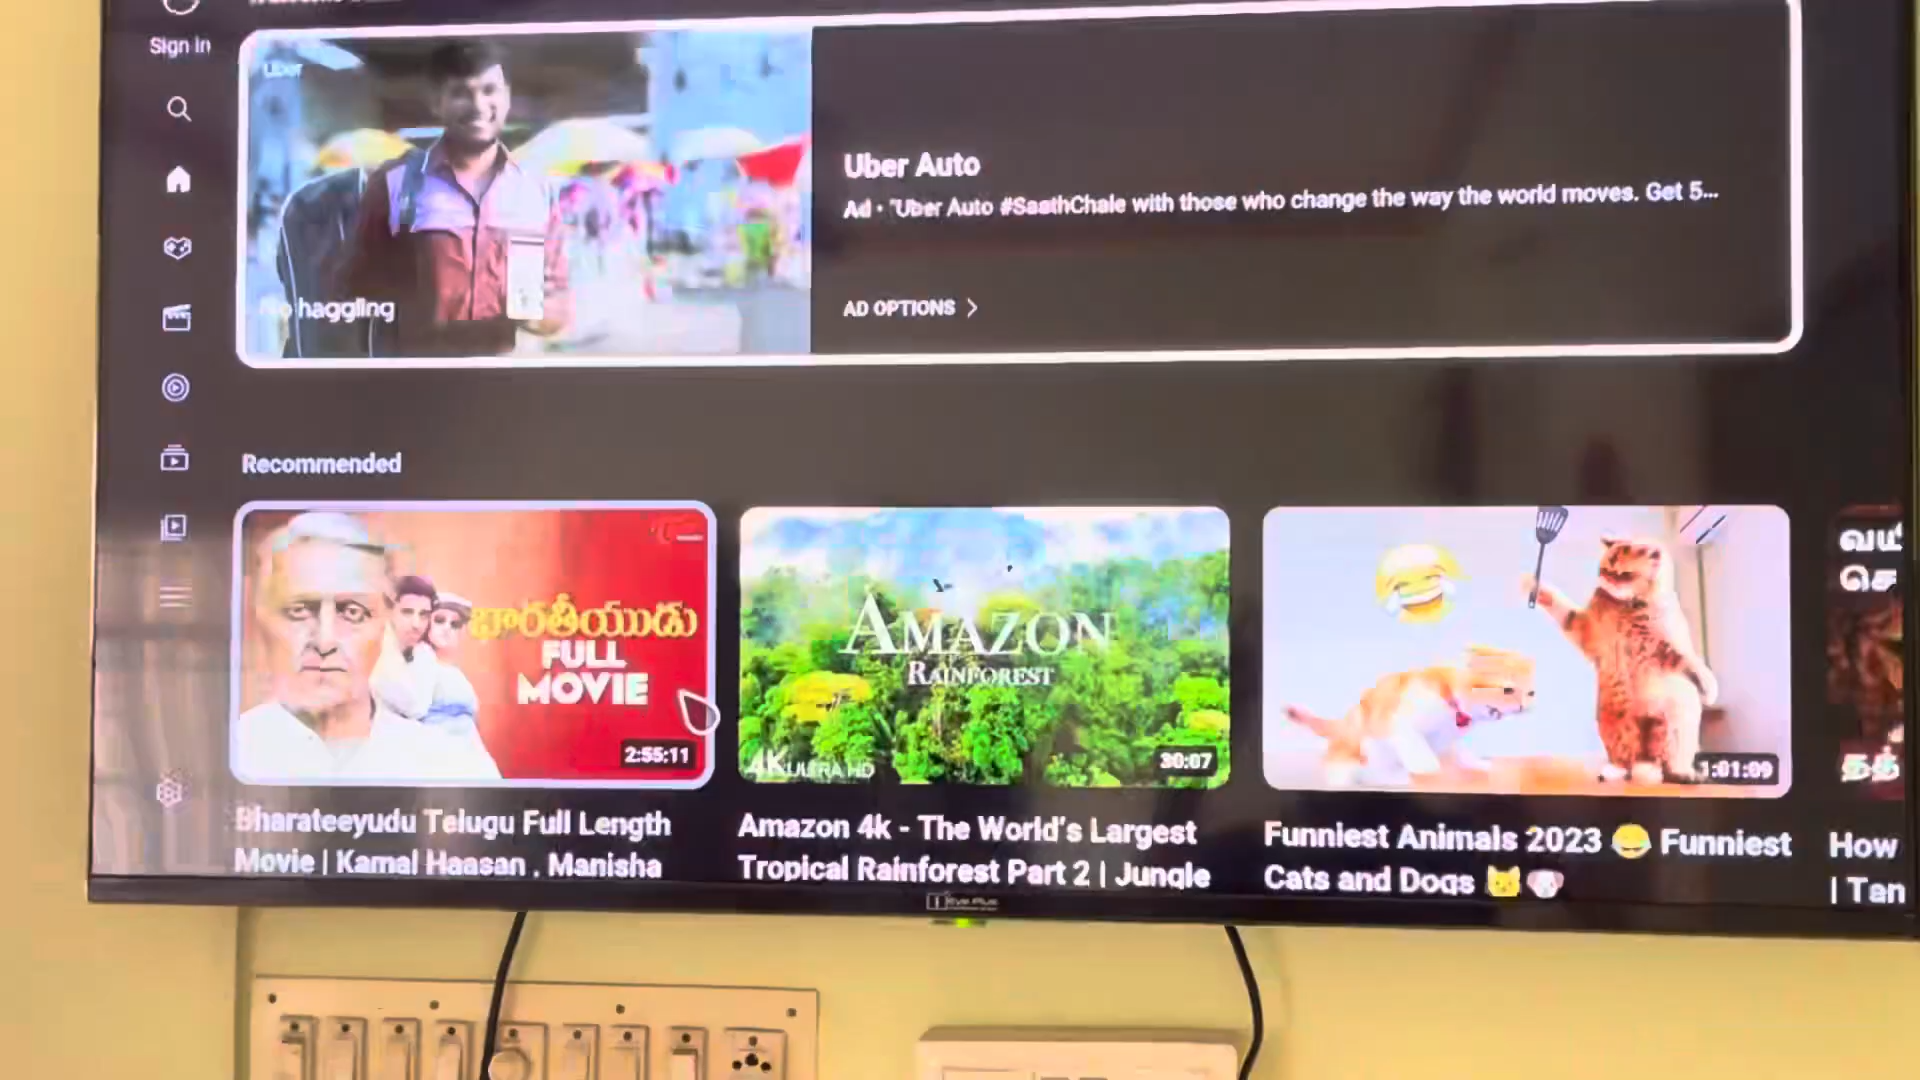 Sign in
Uber
No haggling
Uber Auto
Ad • "Uber Auto #SaathChale with those who change the way the world moves. Get 5...
AD OPTIONS
Recommended
భారతీయుడు
FULL
MOVIE
2:55:11
AMAZON
RAINFOREST
4K ULTRA HD
30:07
1:01:09
Bharateeyudu Telugu Full Length
Movie | Kamal Haasan . Manisha
Amazon 4k - The World's Largest
Tropical Rainforest Part 2 | Jungle
Funniest Animals 2023 😂 Funniest
Cats and Dogs 😺🐶
How